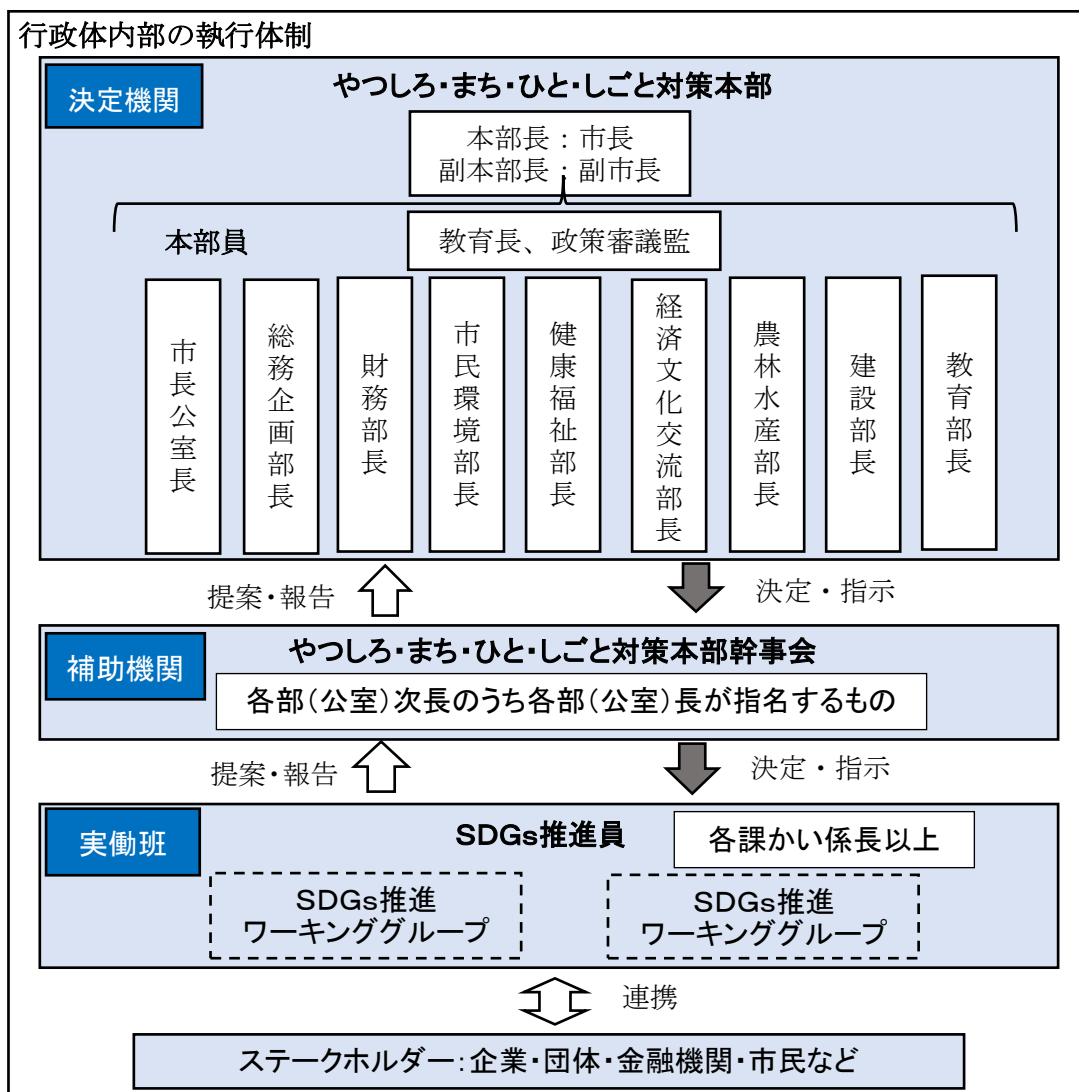 行政体内部の執行体制
決定機関
やつしろ・まち・ひと・しごと対策本部
本部長：市長
副本部長：副市長
本部員
教育長、政策審議監
市長公室長
総務企画部長
財務部長
市民環境部長
健康福祉部長
経済文化交流部長
農林水産部長
建設部長
教育部長
提案・報告
決定・指示
補助機関
やつしろ・まち・ひと・しごと対策本部幹事会
各部（公室）次長のうち各部（公室）長が指名するもの
提案・報告
決定・指示
実働班
SDGs推進員
各課かい係長以上
SDGs推進
ワーキンググループ
SDGs推進
ワーキンググループ
連携
ステークホルダー：企業・団体・金融機関・市民など